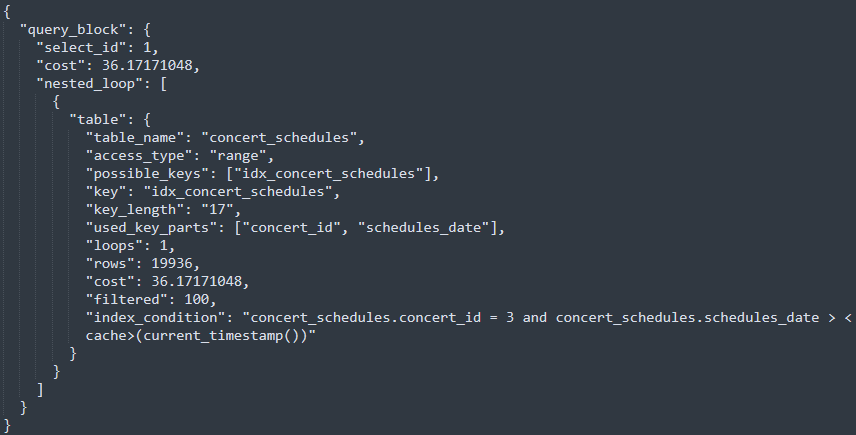 {
"query_block": {
"select_id": 1,
"cost": 36.17171048,
"nested_loop": [
{
"table": {
"table_name": "concert_schedules",
"access_type": "range",
"possible_keys": ["idx_concert_schedules"],
"key": "idx_concert_schedules",
"key_length": "17",
"used_key_parts": ["concert_id", "schedules_date"],
"loops": 1,
"rows": 19936,
"cost": 36.17171048,
"filtered": 100,
"index_condition": "concert_schedules.concert_id = 3 and concert_schedules.schedules_date > <
cache>(current_timestamp())"
}
}
]
}
}